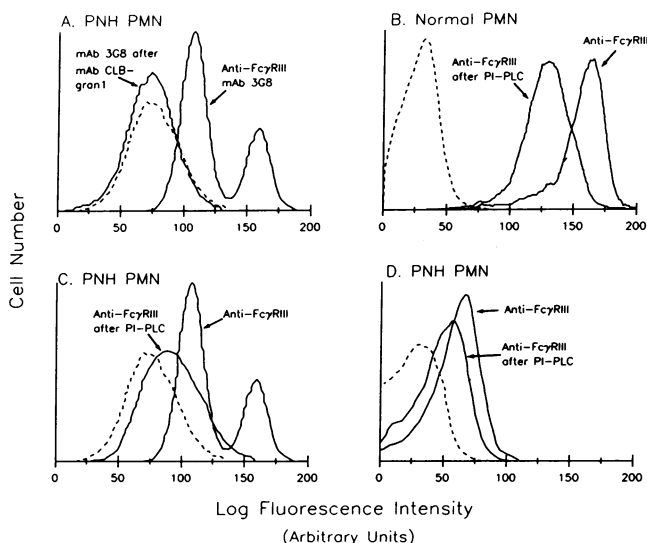 A. PNH PMN
mAb 3G8 after
mAb CLB-
gran1
Anti-FcγRIII
mAb 3G8
0 50 100 150 200
B. Normal PMN
Anti-FcγRIII
after PI-PLC
Anti-FcγRIII
0 50 100 150 200
C. PNH PMN
Anti-FcγRIII
after PI-PLC
Anti-FcγRIII
0 50 100 150 200
D. PNH PMN
Anti-FcγRIII
Anti-FcγRIII
after PI-PLC
0 50 100 150 200
Cell Number
Log Fluorescence Intensity
(Arbitrary Units)